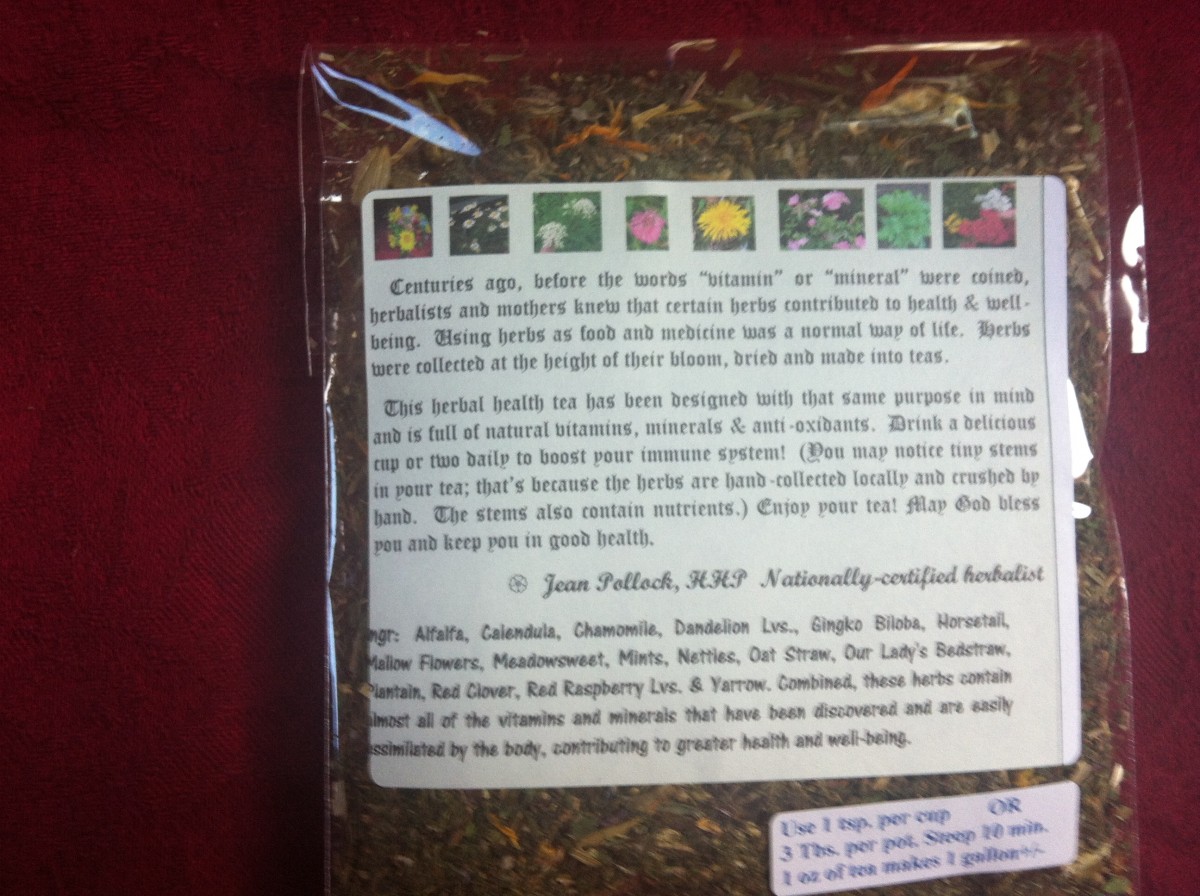 Centuries ago, before the words "vitamin" or "mineral" were coined,
herbalists and mothers knew that certain herbs contributed to health & well-
being. Using herbs as food and medicine was a normal way of life. Herbs
were collected at the height of their bloom, dried and made into teas.
This herbal health tea has been designed with that same purpose in mind
and is full of natural vitamins, minerals & anti-oxidants. Drink a delicious
cup or two daily to boost your immune system! (You may notice tiny stems
in your tea; that's because the herbs are hand-collected locally and crushed by
hand. The stems also contain nutrients.) Enjoy your tea! May God bless
you and keep you in good health.
Jean Pollock, HHP Nationally-certified herbalist
ngr: Alfalfa, Calendula, Chamomile, Dandelion Lvs., Gingko Biloba, Horsetail,
Mallow Flowers, Meadowsweet, Mints, Nettles, Oat Straw, Our Lady's Bedstraw,
Plantain, Red Clover, Red Raspberry Lvs. & Yarrow. Combined, these herbs contain
almost all of the vitamins and minerals that have been discovered and are easily
assimilated by the body, contributing to greater health and well-being.
Use 1 tsp. per cup OR
3 Tbs. per pot. Steep 10 min.
1 oz of tea makes 1 gallon+/-